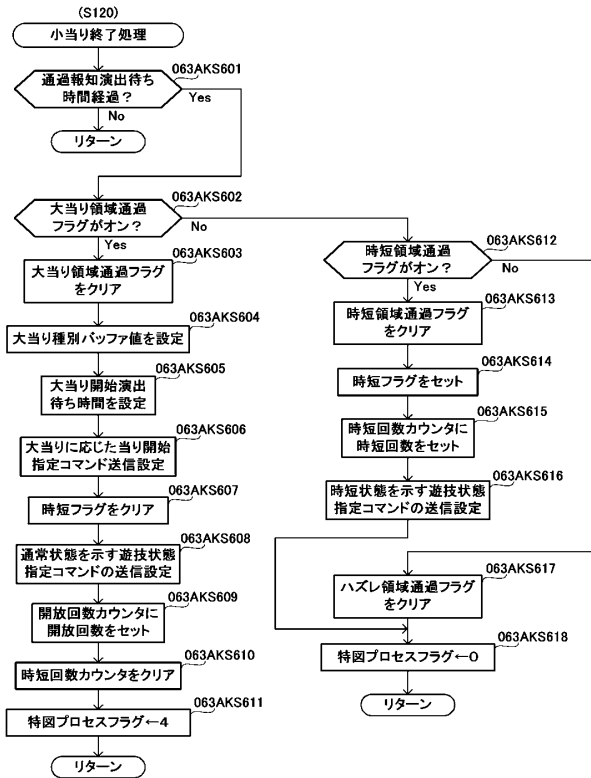 (S120)
小当り終了処理
063AKS601
通過報知演出待ち
時間経過？
Yes
No
リターン
063AKS602
大当り領域通過
フラグがオン？
No
Yes
063AKS603
大当り領域通過フラグ
をクリア
063AKS604
大当り種別バッファ値を設定
063AKS605
大当り開始演出
待ち時間を設定
063AKS606
大当りに応じた当り開始
指定コマンド送信設定
063AKS607
時短フラグをクリア
063AKS608
通常状態を示す遊技状態
指定コマンドの送信設定
063AKS609
開放回数カウンタに
開放回数をセット
063AKS610
時短回数カウンタをクリア
063AKS611
特図プロセスフラグ←4
リターン
063AKS612
時短領域通過
フラグがオン？
No
Yes
063AKS613
時短領域通過フラグ
をクリア
063AKS614
時短フラグをセット
063AKS615
時短回数カウンタに
時短回数をセット
063AKS616
時短状態を示す遊技状態
指定コマンドの送信設定
063AKS617
ハズレ領域通過フラグ
をクリア
063AKS618
特図プロセスフラグ←0
リターン